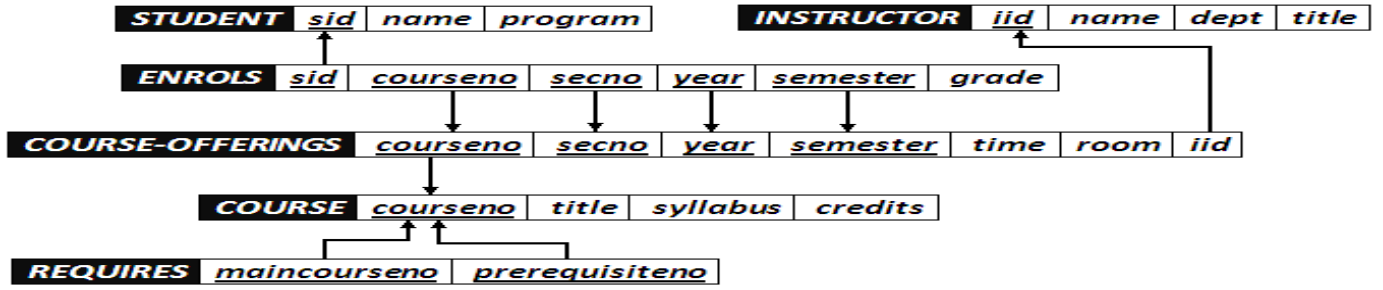 STUDENT sid name program INSTRUCTOR iid name dept title
ENROLS sid courseno secno year semester grade
COURSE-OFFERINGS courseno secno year semester time room iid
COURSE courseno title syllabus credits
REQUIRES maincourseno prerequisiteno